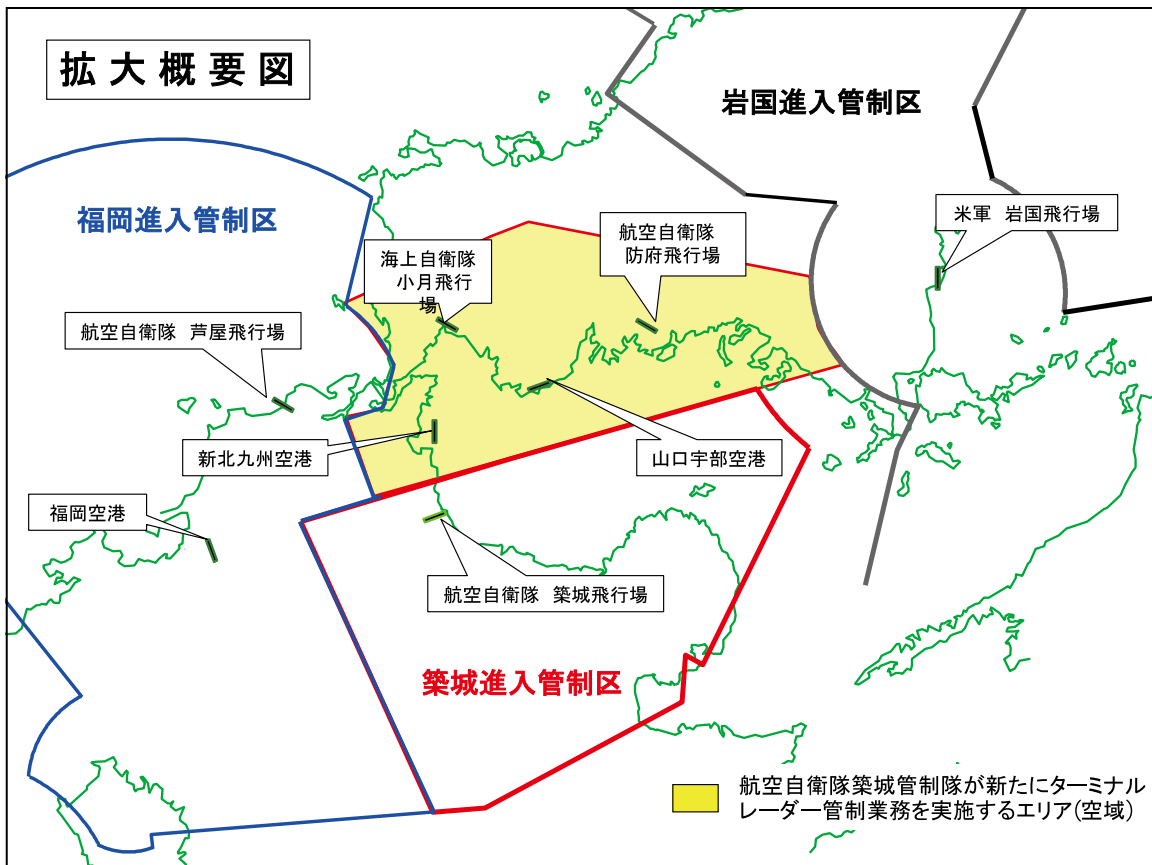 拡大概要図
岩国進入管制区
福岡進入管制区
米軍 岩国飛行場
航空自衛隊
防府飛行場
海上自衛隊
小月飛行
場
航空自衛隊 芦屋飛行場
新北九州空港
山口宇部空港
福岡空港
航空自衛隊 築城飛行場
築城進入管制区
航空自衛隊築城管制隊が新たにターミナル
レーダー管制業務を実施するエリア(空域)